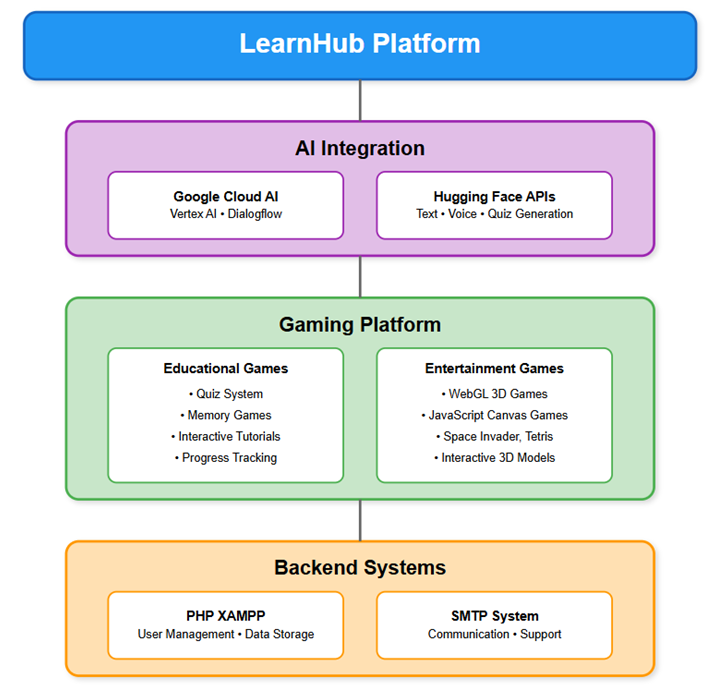 LearnHub Platform
AI Integration
Google Cloud AI
Vertex AI • Dialogflow
Hugging Face APIs
Text • Voice • Quiz Generation
Gaming Platform
Educational Games
• Quiz System
• Memory Games
• Interactive Tutorials
• Progress Tracking
Entertainment Games
• WebGL 3D Games
• JavaScript Canvas Games
• Space Invader, Tetris
• Interactive 3D Models
Backend Systems
PHP XAMPP
User Management • Data Storage
SMTP System
Communication • Support